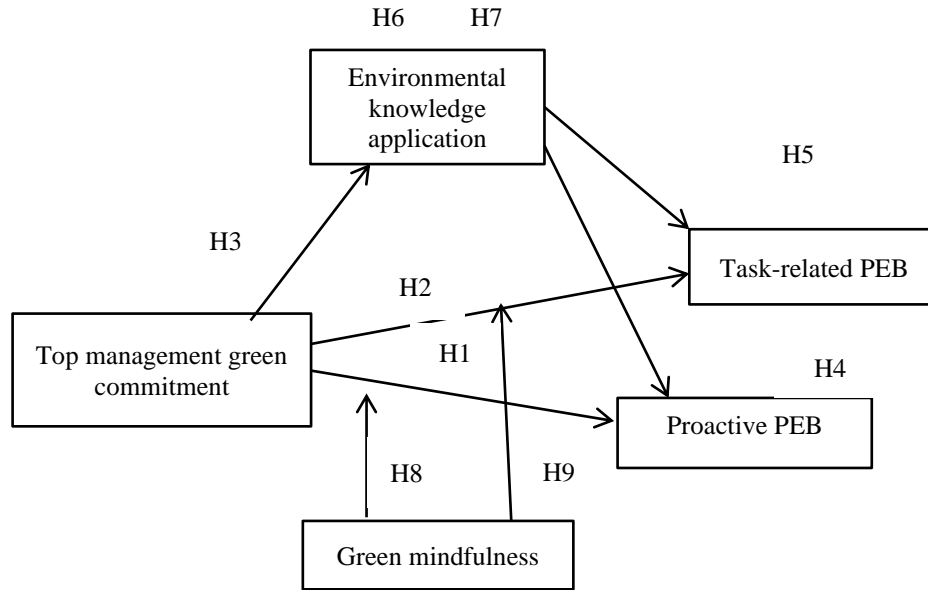 H6 H7
Environmental
knowledge
application
H5
H3
Task-related PEB
H2
Top management green
commitment
H1
H4
Proactive PEB
H8 H9
Green mindfulness